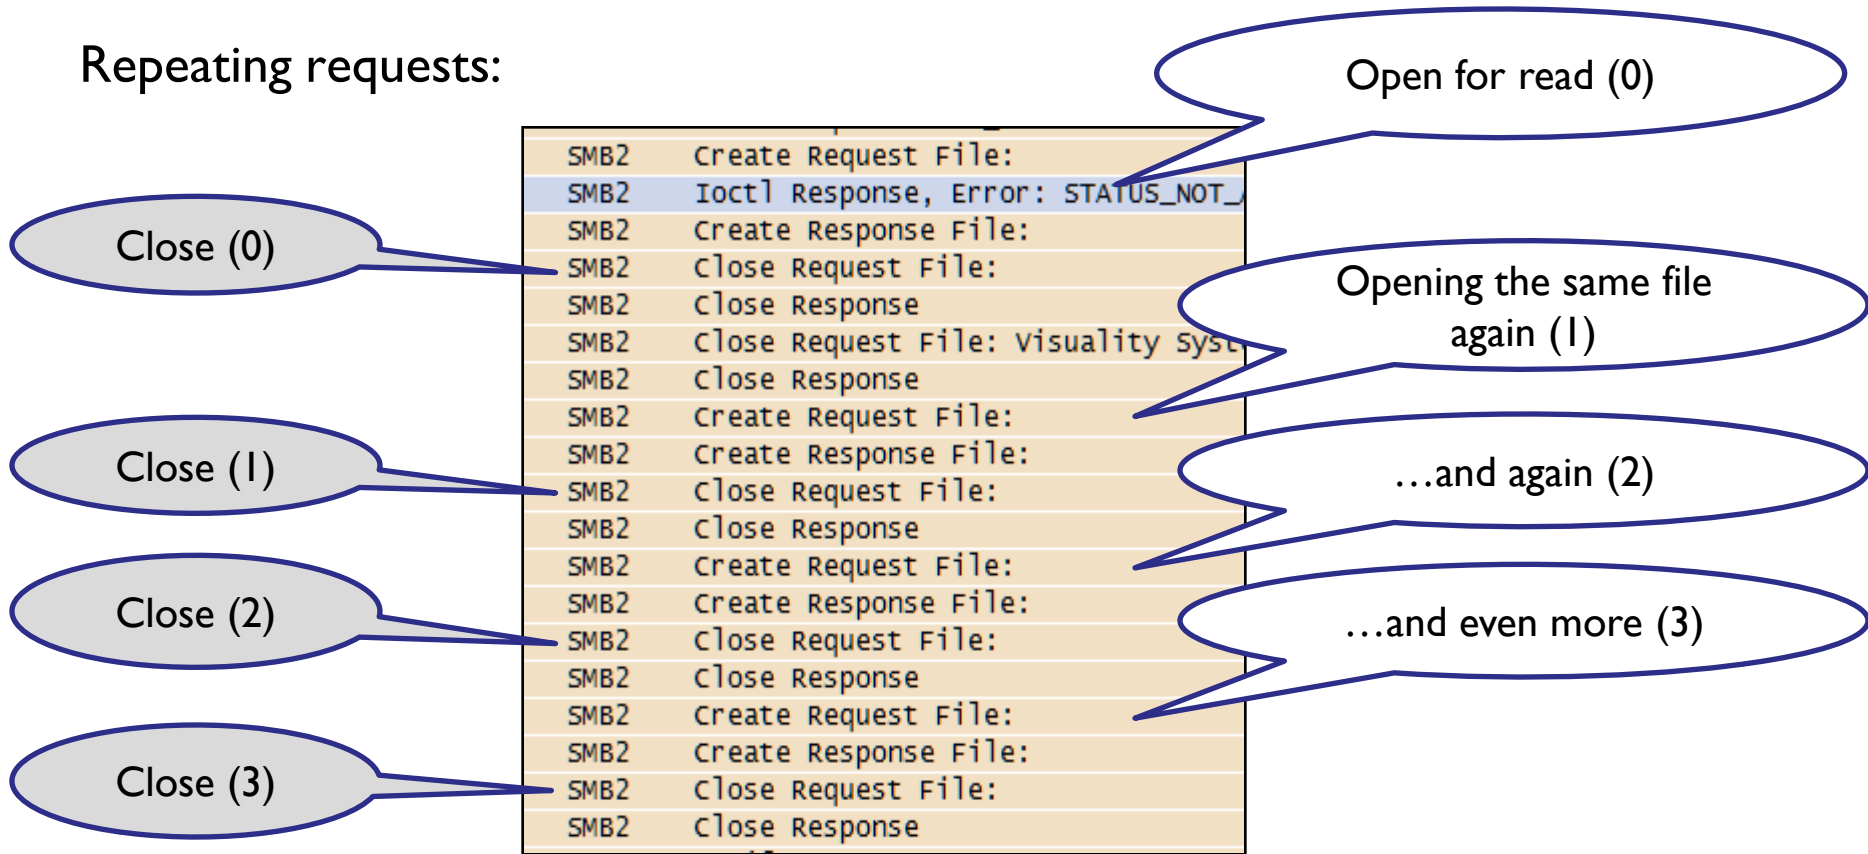 Repeating requests:
Open for read (0)
SMB2 Create Request File:
SMB2 Ioctl Response, Error: STATUS_NOT_
SMB2 Create Response File:
Close (0)
SMB2 Close Request File:
SMB2 Close Response
Opening the same file
again (1)
SMB2 Close Request File: Visuality Syst
SMB2 Close Response
SMB2 Create Request File:
SMB2 Create Response File:
Close (1)
…and again (2)
SMB2 Close Request File:
SMB2 Close Response
SMB2 Create Request File:
SMB2 Create Response File:
Close (2)
…and even more (3)
SMB2 Close Request File:
SMB2 Close Response
SMB2 Create Request File:
SMB2 Create Response File:
Close (3)
SMB2 Close Request File:
SMB2 Close Response